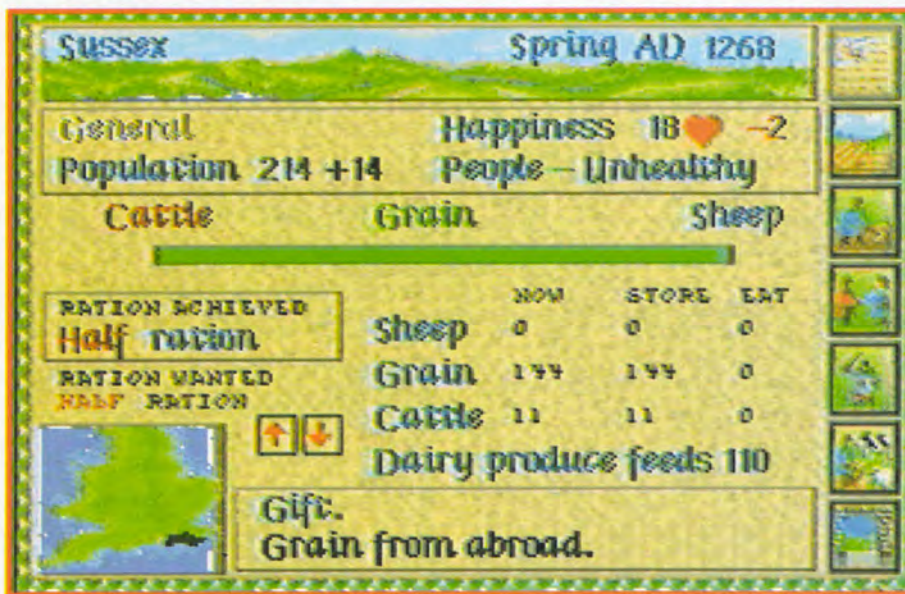 Sussex Spring AD 1268
General Happiness 18 -2
Population 214 +14 People - Unhealthy
Cattle Grain Sheep
NOW STORE EAT
RATION ACHIEVED
Half ration
Sheep 0 0 0
RATION WANTED
HALF RATION
Grain 144 144 0
Cattle 11 11 0
Dairy produce feeds 110
Gift.
Grain from abroad.